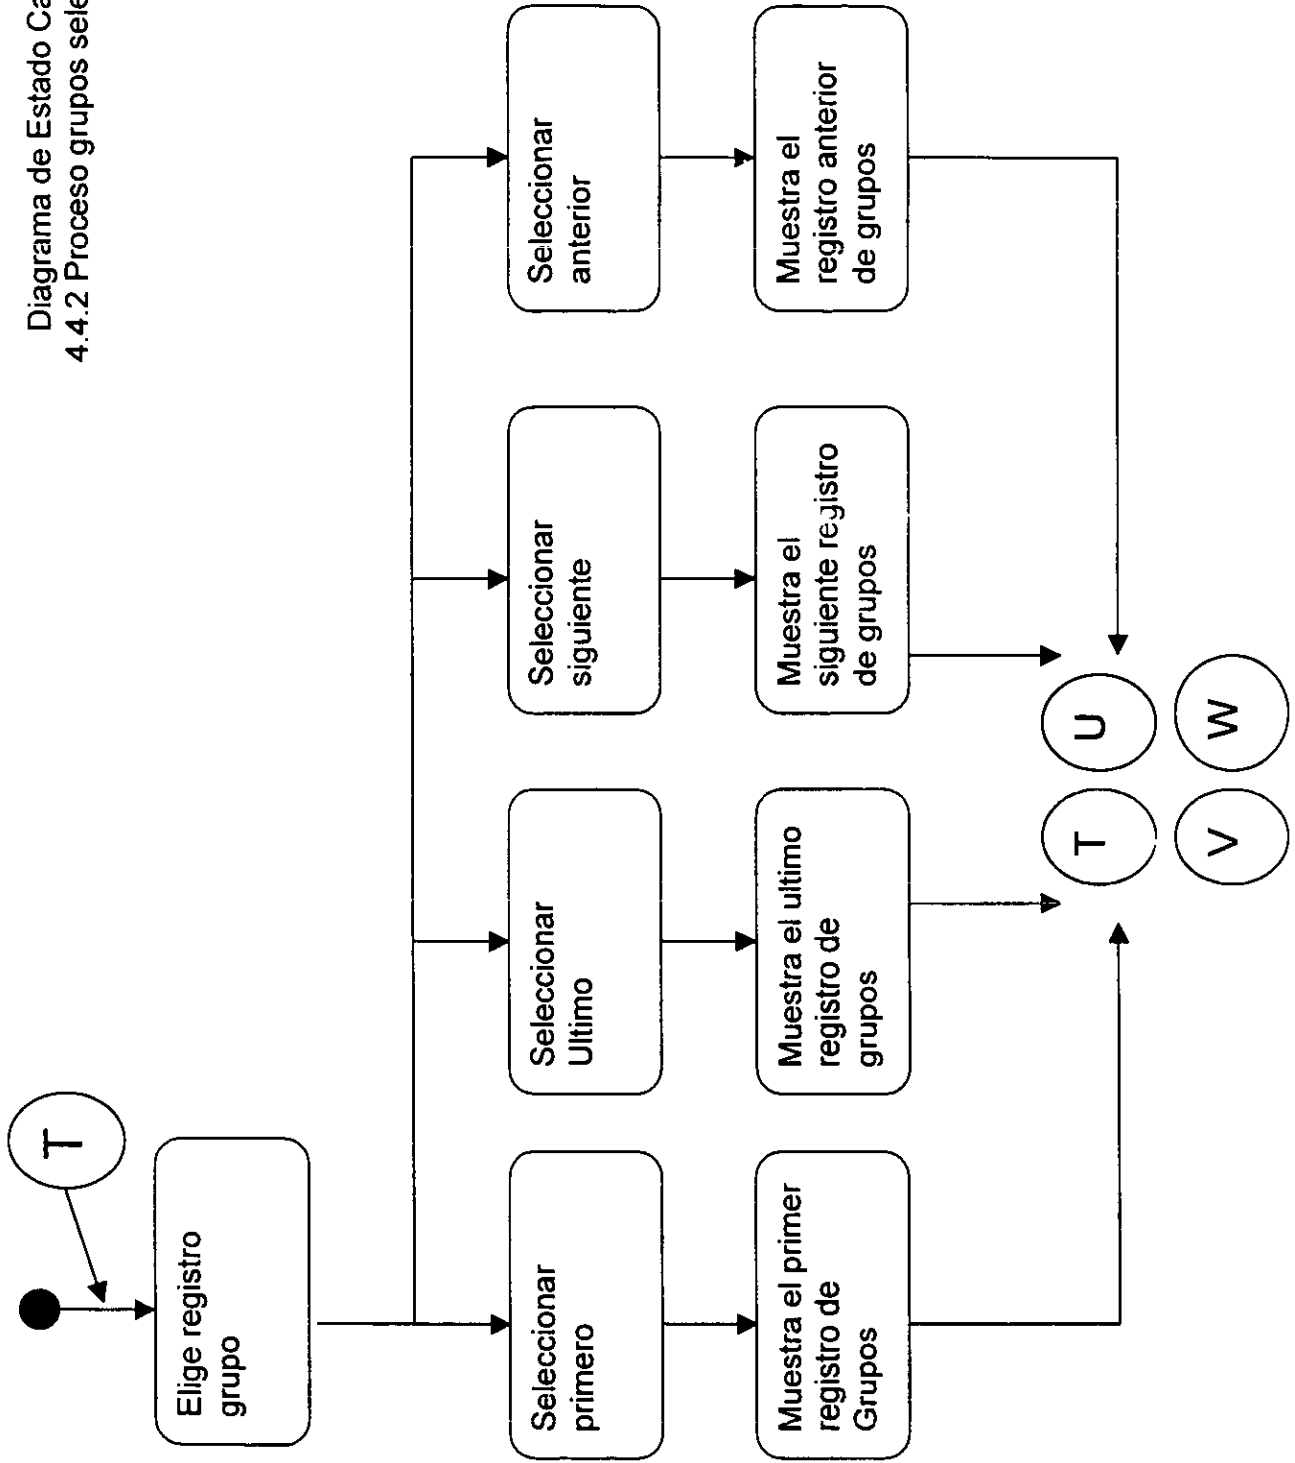 Diagrama de Estado Ca
4.4.2 Proceso grupos sele
T
Elige registro
grupo
Seleccionar
primero
Seleccionar
Ultimo
Seleccionar
siguiente
Seleccionar
anterior
Muestra el primer
registro de
Grupos
Muestra el ultimo
registro de
grupos
Muestra el
siguiente registro
de grupos
Muestra el
registro anterior
de grupos
T
U
V
W